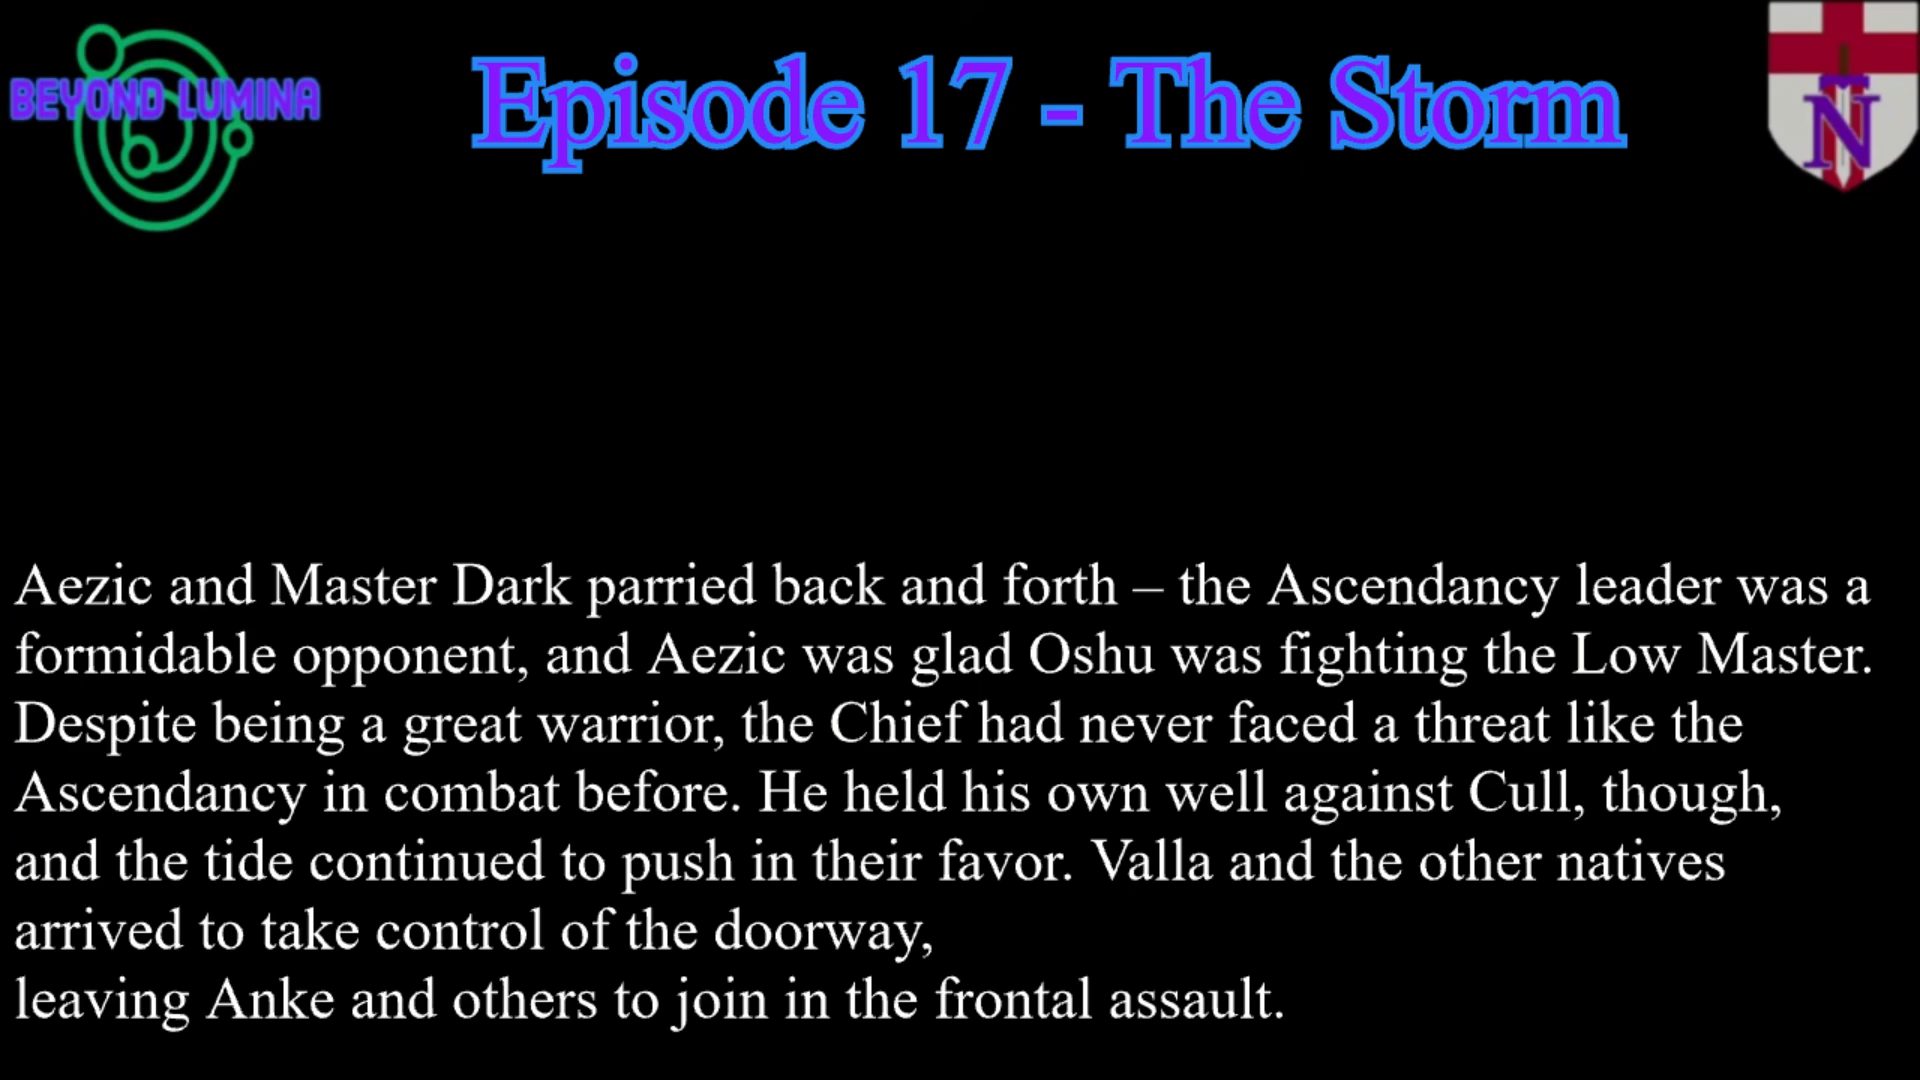 BEYOND LUMINA
Episode 17 - The Storm
N
Aezic and Master Dark parried back and forth – the Ascendancy leader was a
formidable opponent, and Aezic was glad Oshu was fighting the Low Master.
Despite being a great warrior, the Chief had never faced a threat like the
Ascendancy in combat before. He held his own well against Cull, though,
and the tide continued to push in their favor. Valla and the other natives
arrived to take control of the doorway,
leaving Anke and others to join in the frontal assault.